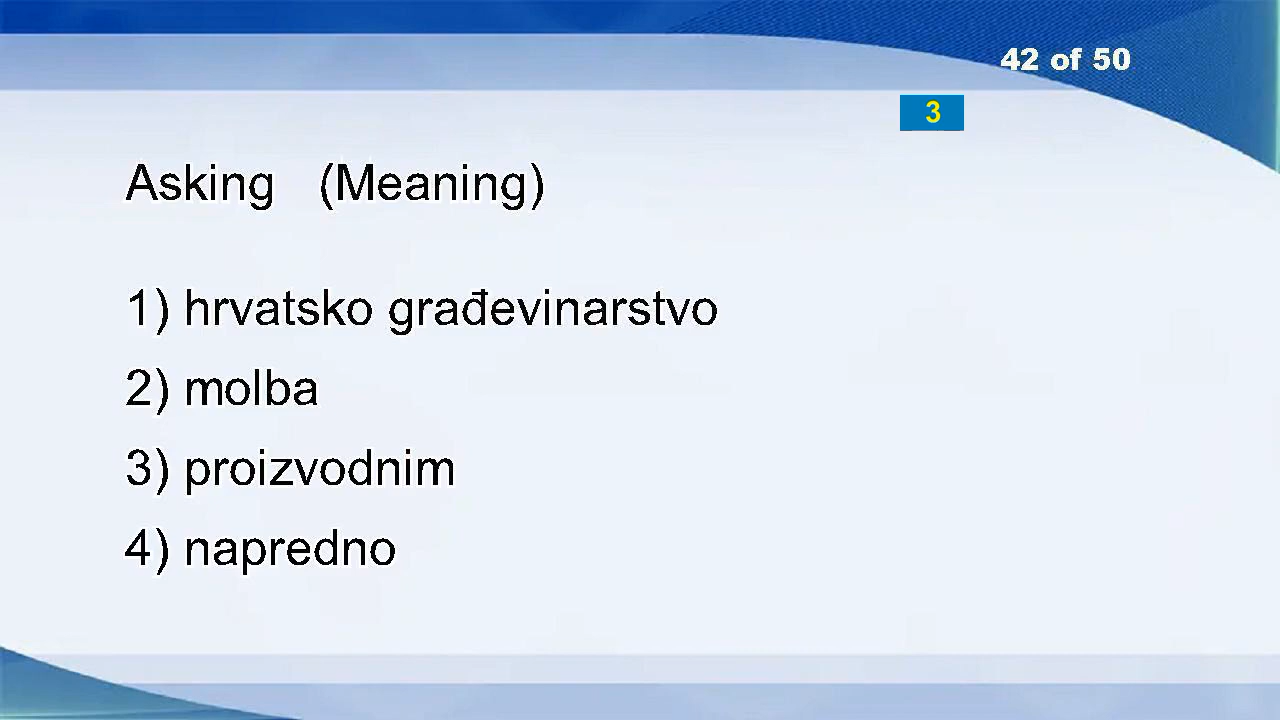 42 of 50
3
Asking (Meaning)
1) hrvatsko građevinarstvo
2) molba
3) proizvodnim
4) napredno